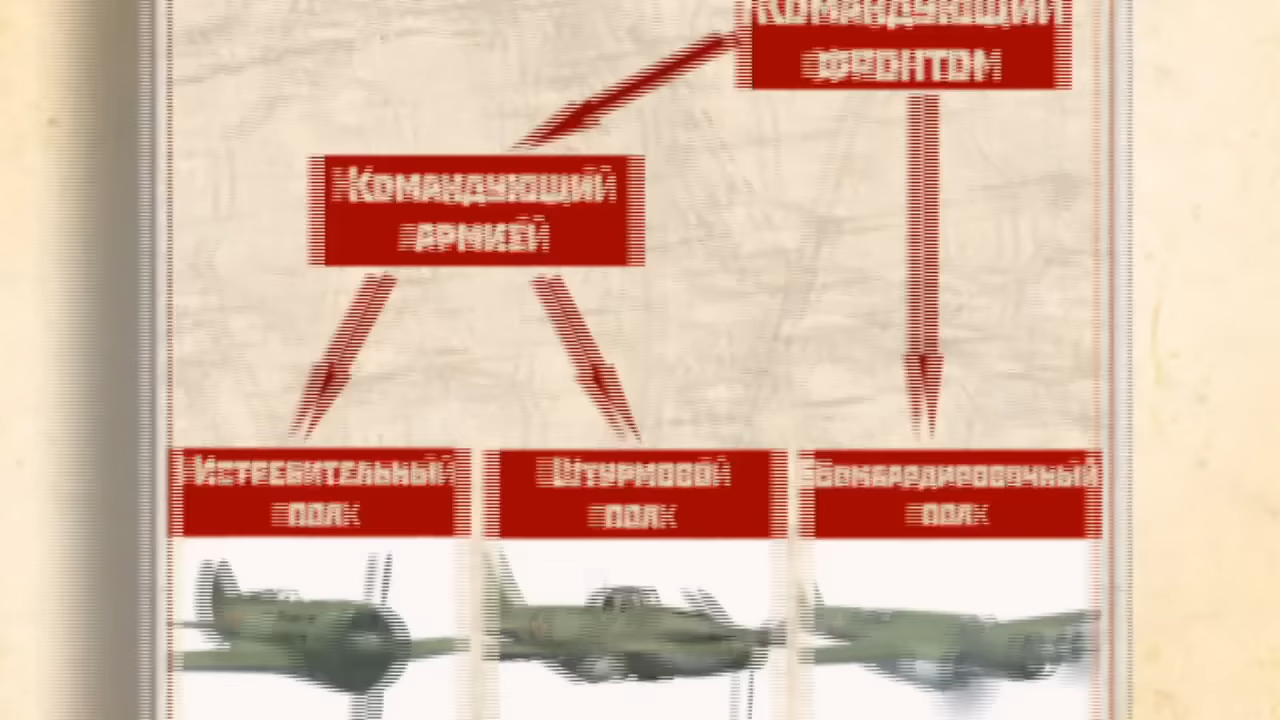 Командующий
фронтом
Командующий
армией
Истребительный
полк
Штурмовой
полк
Бомбардировочный
полк